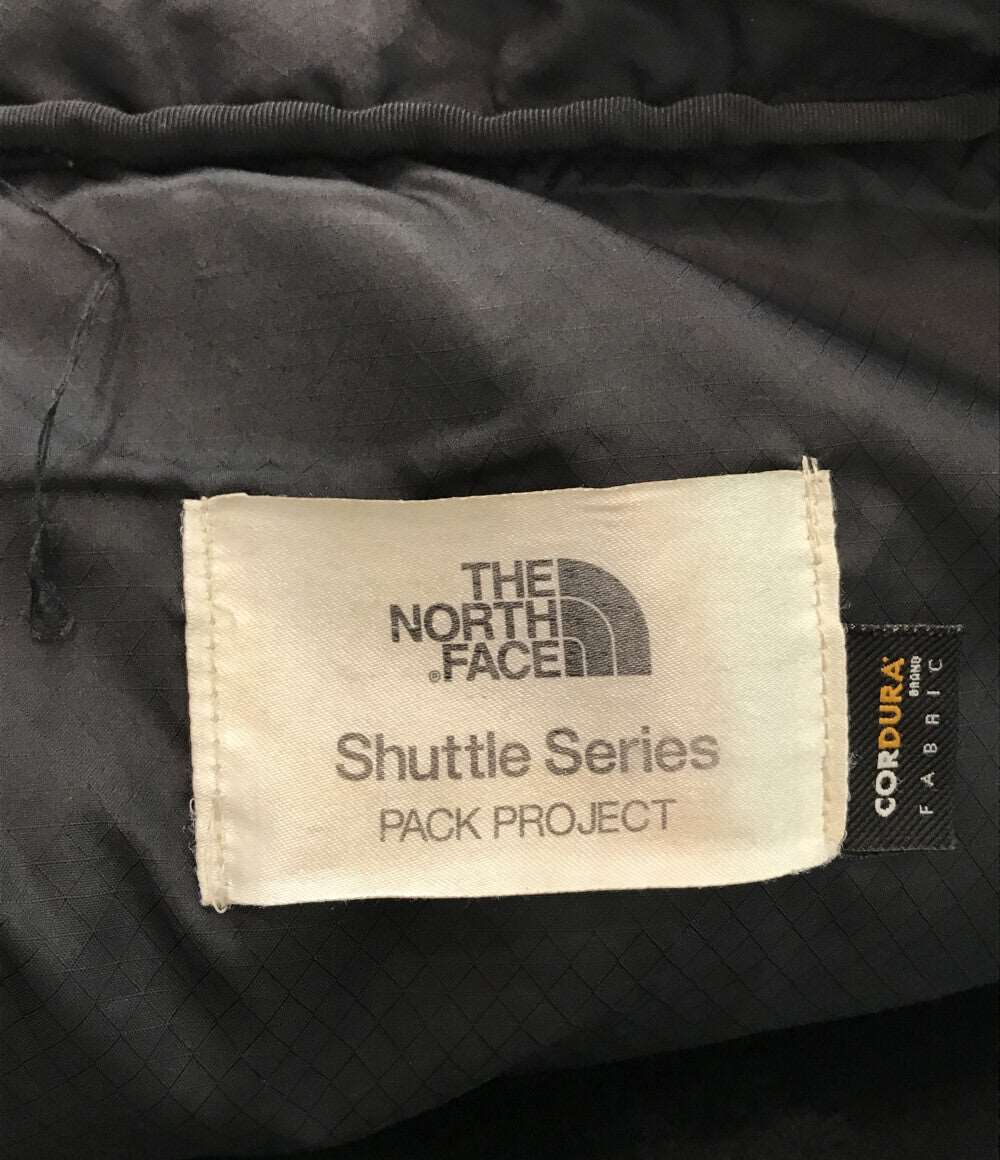 THE
NORTH
®FACE
Shuttle Series
PACK PROJECT
CORDURA®
BRAND
FABRIC